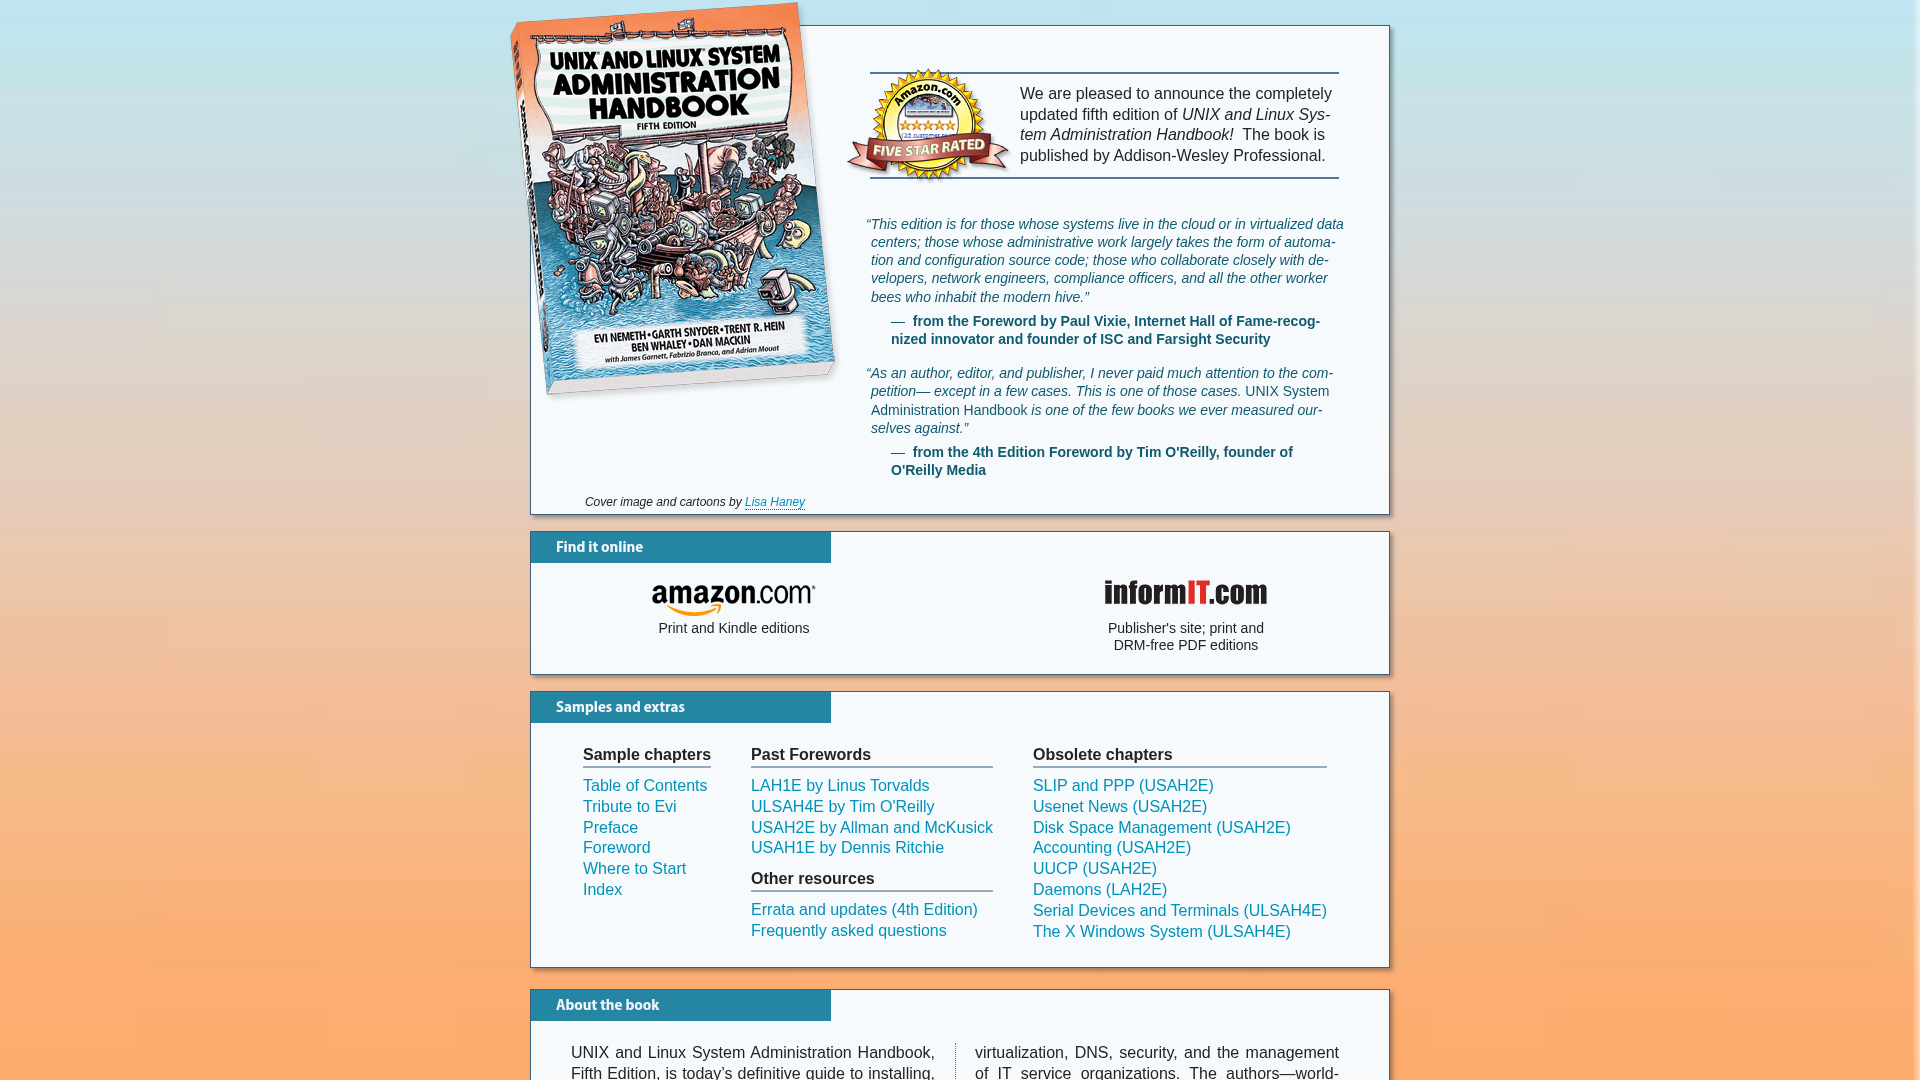 UNIX AND LINUX SYSTEM
ADMINISTRATION
HANDBOOK
FIFTH EDITION
EVI NEMETH • GARTH SNYDER • TRENT R. HEIN
BEN WHALEY • DAN MACKIN
with James Garnett, Fabrizio Branca, and Adrian Mouat
Cover image and cartoons by Lisa Haney
Amazon.com
FIVE STAR RATED
We are pleased to announce the completely
updated fifth edition of UNIX and Linux Sys-
tem Administration Handbook! The book is
published by Addison-Wesley Professional.
“This edition is for those whose systems live in the cloud or in virtualized data
centers; those whose administrative work largely takes the form of automa-
tion and configuration source code; those who collaborate closely with de-
velopers, network engineers, compliance officers, and all the other worker
bees who inhabit the modern hive.”
— from the Foreword by Paul Vixie, Internet Hall of Fame-recog-
nized innovator and founder of ISC and Farsight Security
“As an author, editor, and publisher, I never paid much attention to the com-
petition— except in a few cases. This is one of those cases. UNIX System
Administration Handbook is one of the few books we ever measured our-
selves against.”
— from the 4th Edition Foreword by Tim O'Reilly, founder of
O'Reilly Media
Find it online
amazon.com
Print and Kindle editions
informIT.com
Publisher's site; print and
DRM-free PDF editions
Samples and extras
Sample chapters
Table of Contents
Tribute to Evi
Preface
Foreword
Where to Start
Index
Past Forewords
LAH1E by Linus Torvalds
ULSAH4E by Tim O'Reilly
USAH2E by Allman and McKusick
USAH1E by Dennis Ritchie
Other resources
Errata and updates (4th Edition)
Frequently asked questions
Obsolete chapters
SLIP and PPP (USAH2E)
Usenet News (USAH2E)
Disk Space Management (USAH2E)
Accounting (USAH2E)
UUCP (USAH2E)
Daemons (LAH2E)
Serial Devices and Terminals (ULSAH4E)
The X Windows System (ULSAH4E)
About the book
UNIX and Linux System Administration Handbook,
Fifth Edition, is today’s definitive guide to installing,
virtualization, DNS, security, and the management
of IT service organizations. The authors—world-